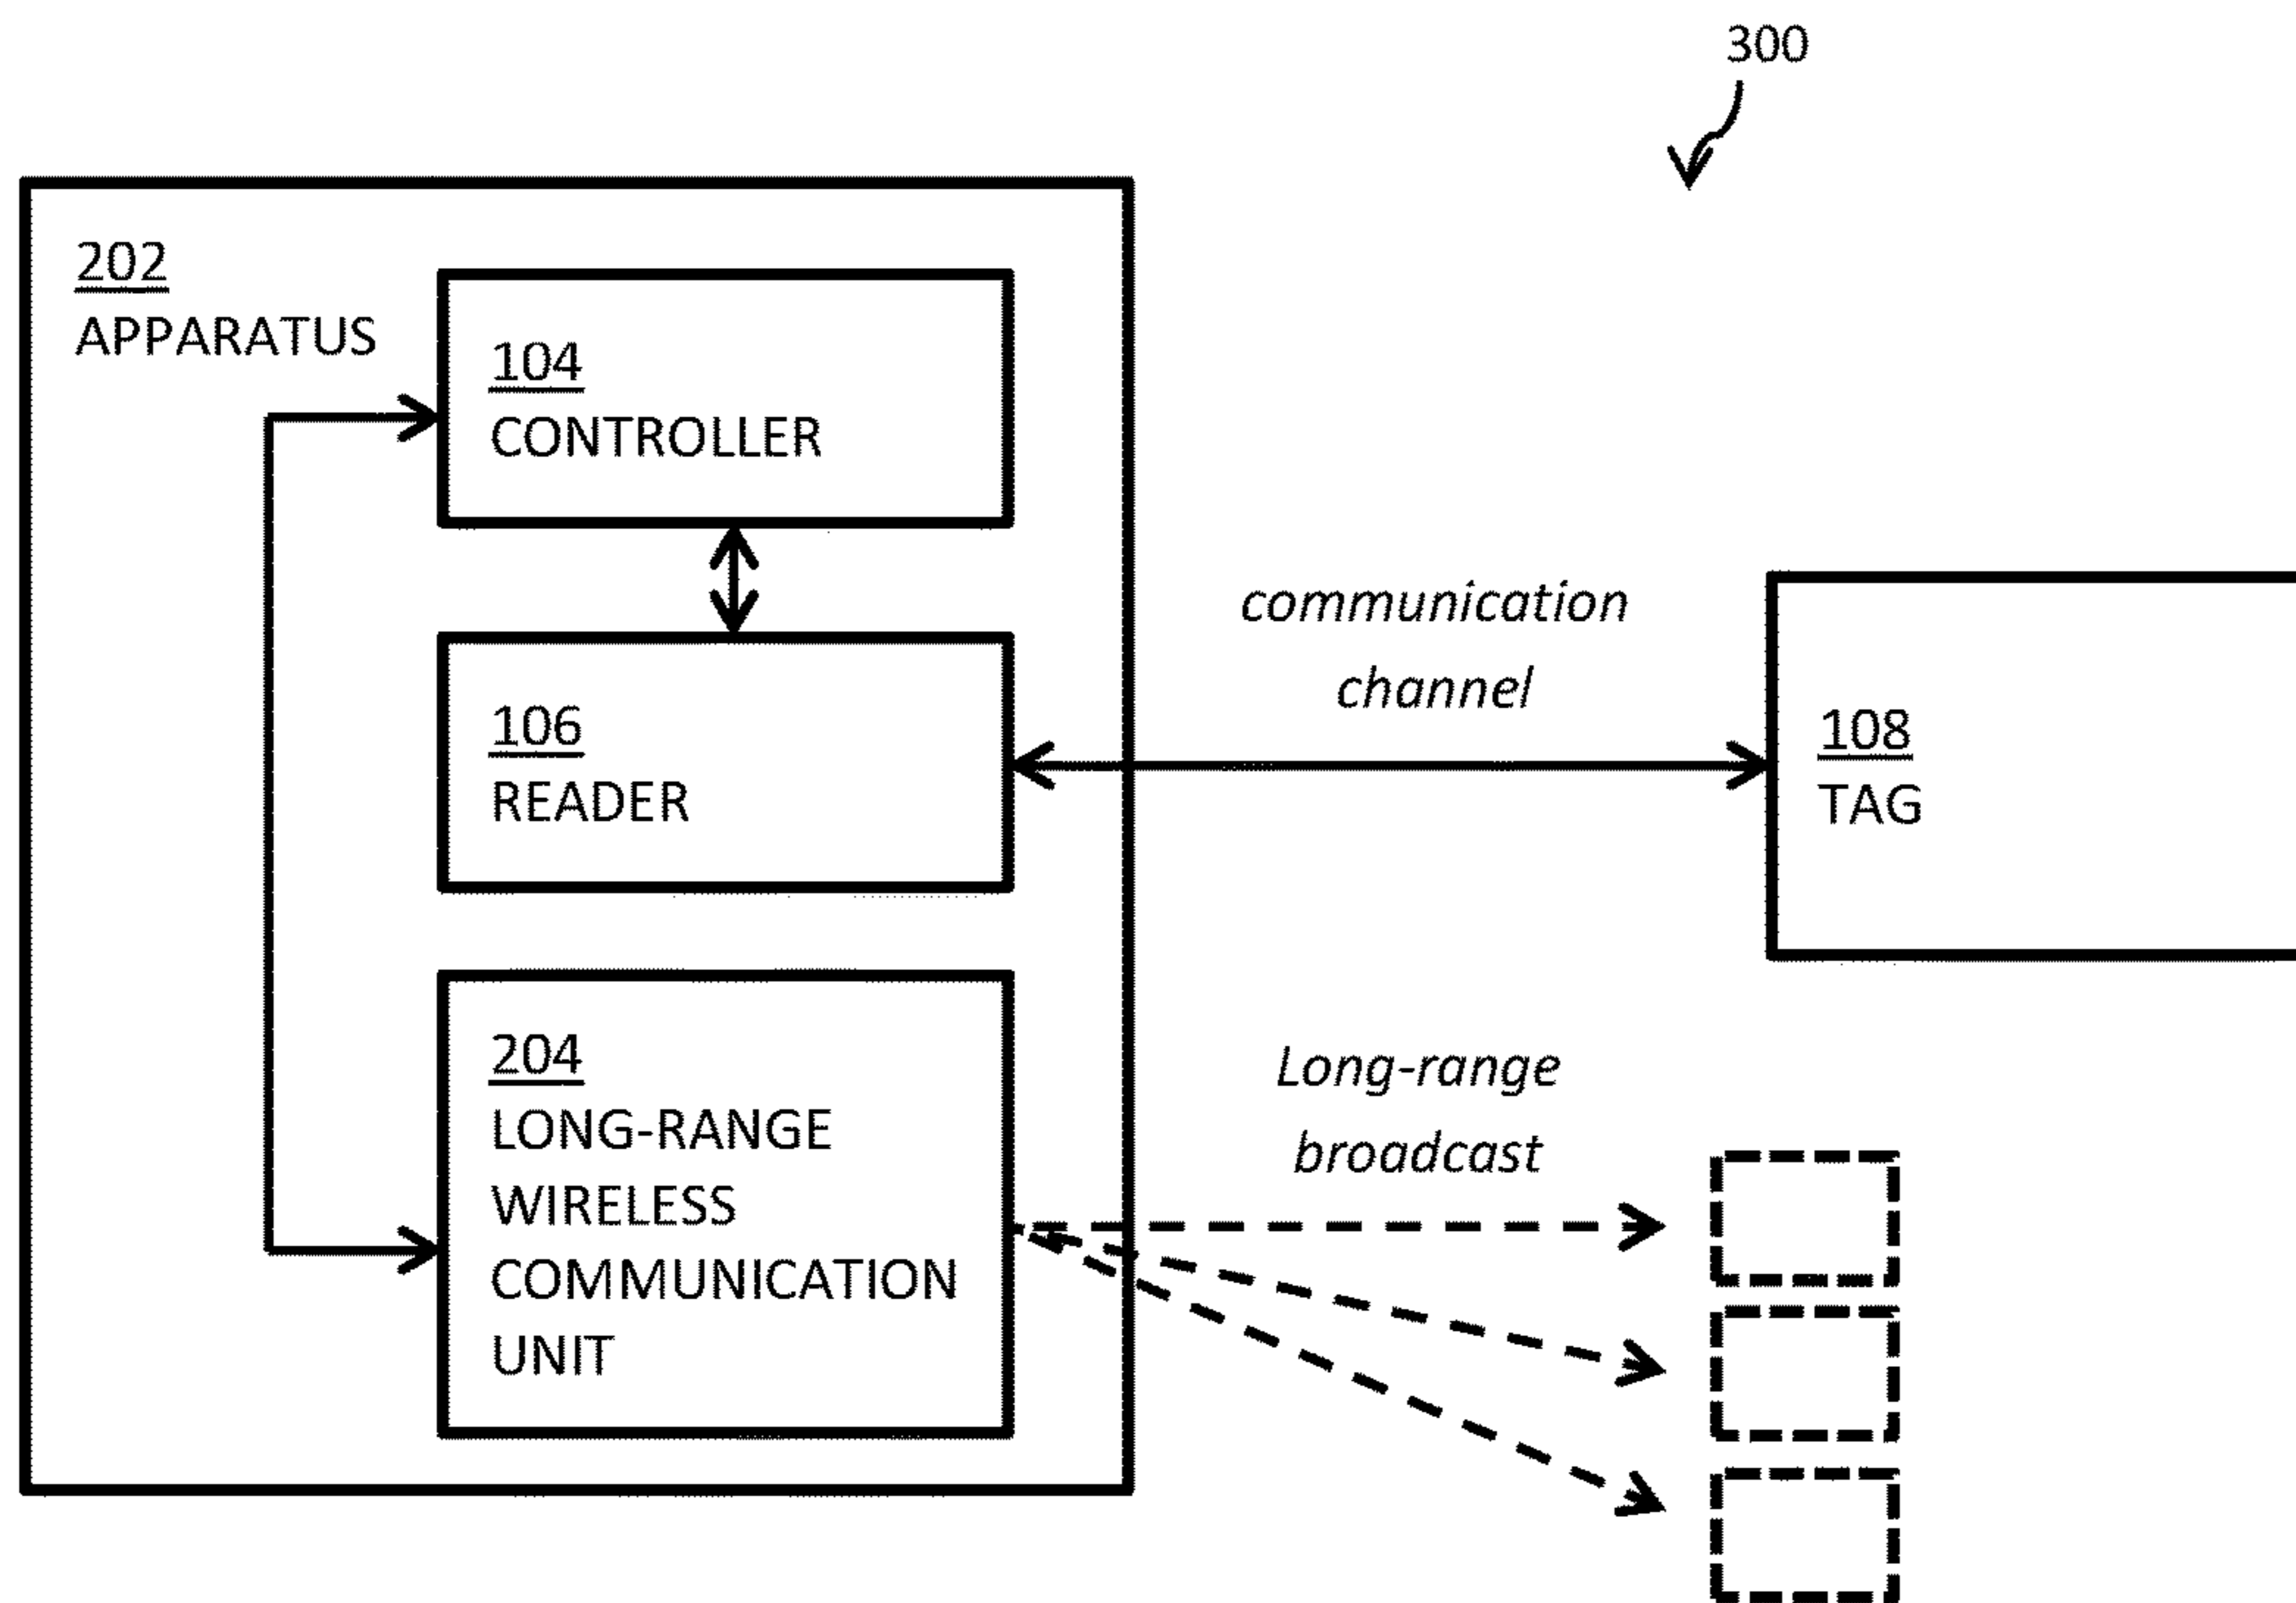 300
202
APPARATUS
104
CONTROLLER
106
READER
communication
channel
108
TAG
204
LONG-RANGE
WIRELESS
COMMUNICATION
UNIT
Long-range
broadcast